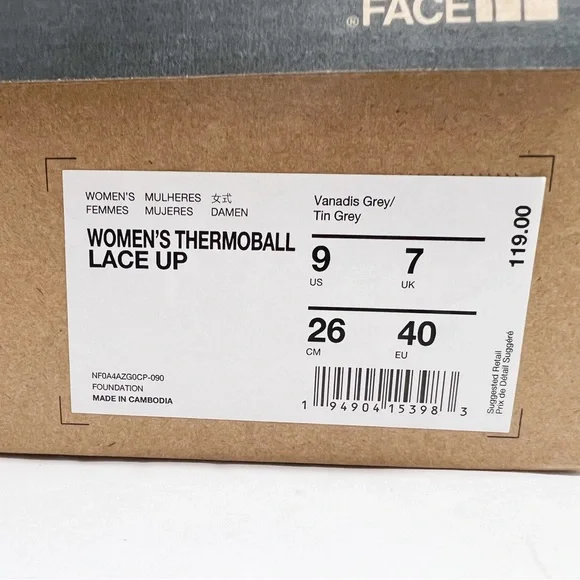 ® FACE
WOMEN'S MULHERES 女式
FEMMES MUJERES DAMEN
WOMEN'S THERMOBALL
LACE UP
NF0A4AZG0CP-090
FOUNDATION
MADE IN CAMBODIA
Vanadis Grey/
Tin Grey
9 7
US UK
26 40
CM EU
1 94904 15398 3
119.00
Suggested Retail
Prix de Détail Suggéré